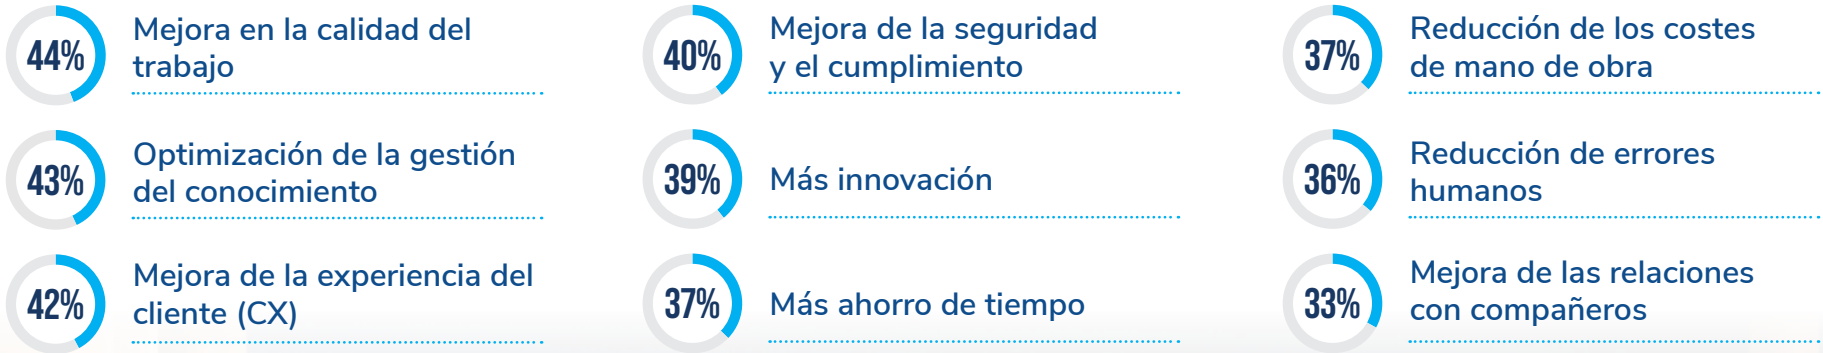 44%
Mejora en la calidad del
trabajo
43%
Optimización de la gestión
del conocimiento
42%
Mejora de la experiencia del
cliente (CX)
40%
Mejora de la seguridad
y el cumplimiento
39%
Más innovación
37%
Más ahorro de tiempo
37%
Reducción de los costes
de mano de obra
36%
Reducción de errores
humanos
33%
Mejora de las relaciones
con compañeros